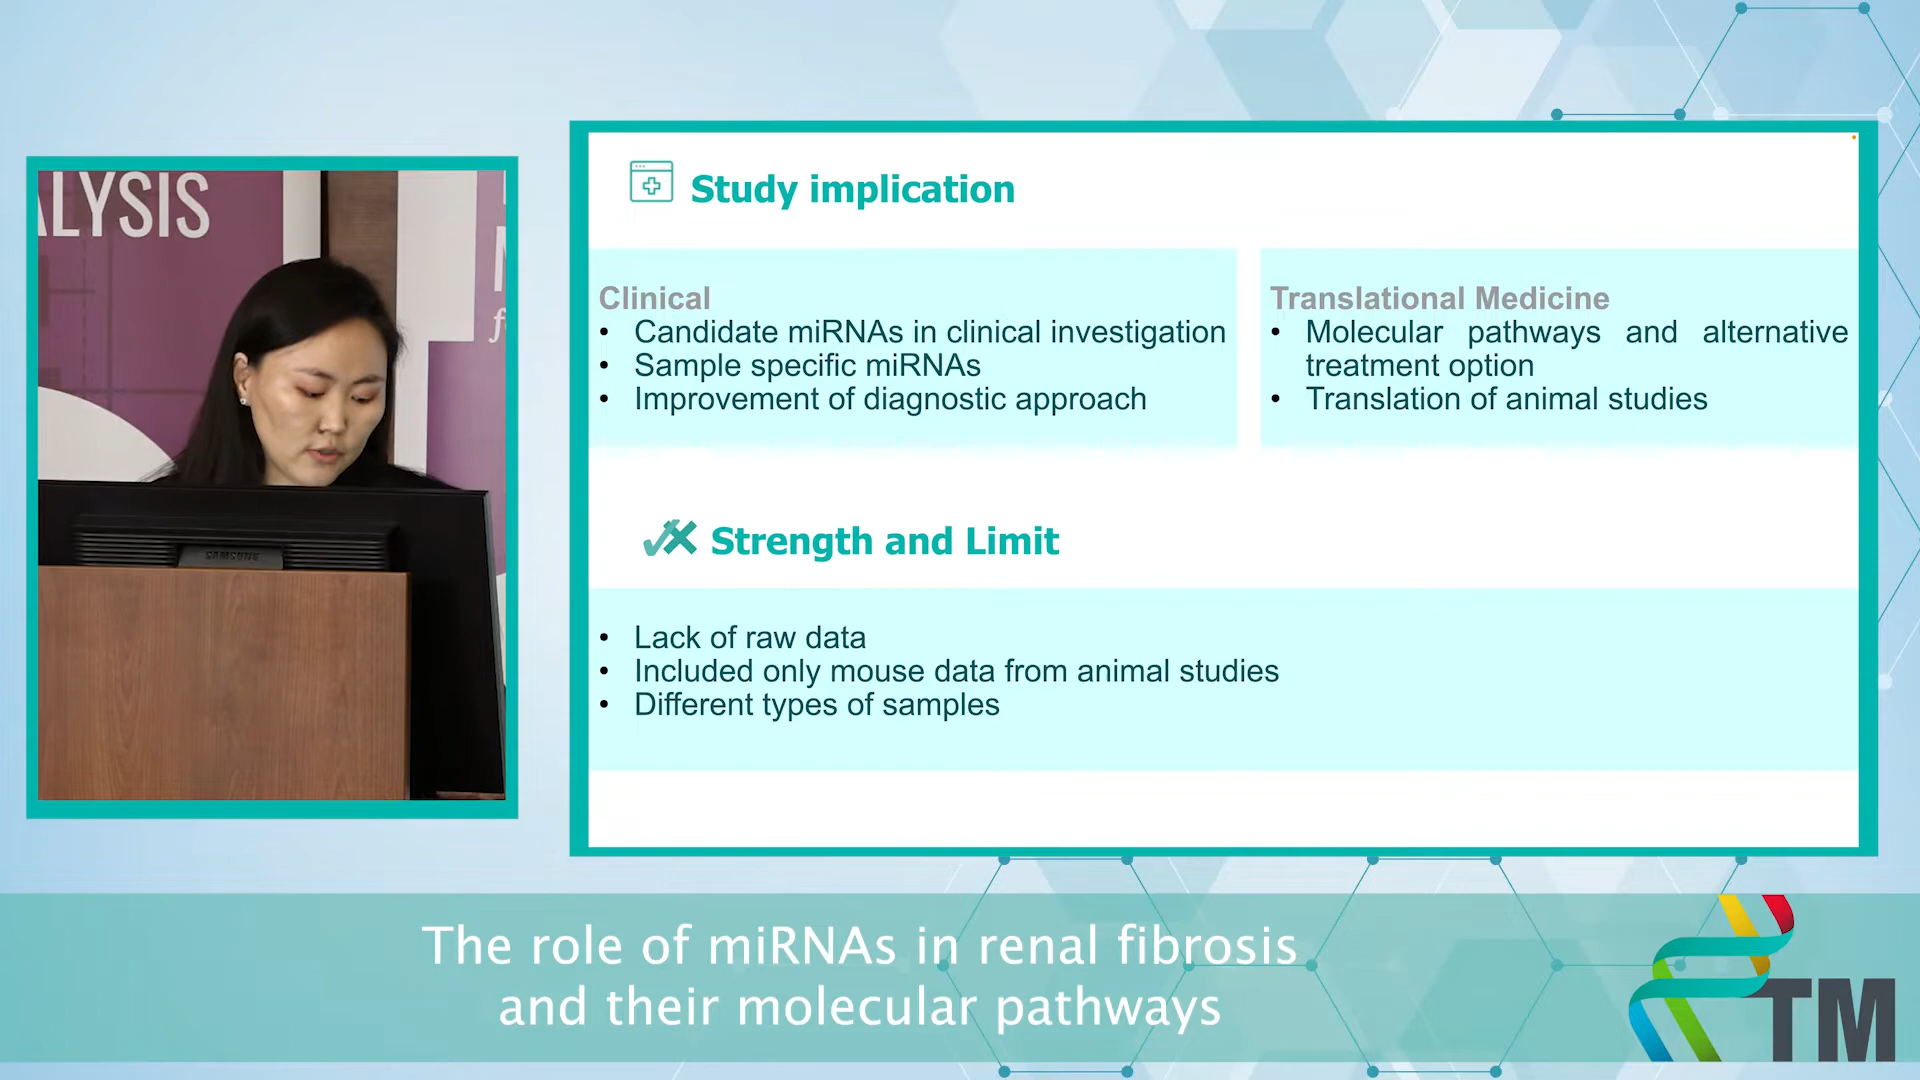 ALYSIS
SAMSUNG
Study implication
Clinical
• Candidate miRNAs in clinical investigation
• Sample specific miRNAs
• Improvement of diagnostic approach
Translational Medicine
• Molecular pathways and alternative
treatment option
• Translation of animal studies
Strength and Limit
• Lack of raw data
• Included only mouse data from animal studies
• Different types of samples
The role of miRNAs in renal fibrosis
and their molecular pathways
TM